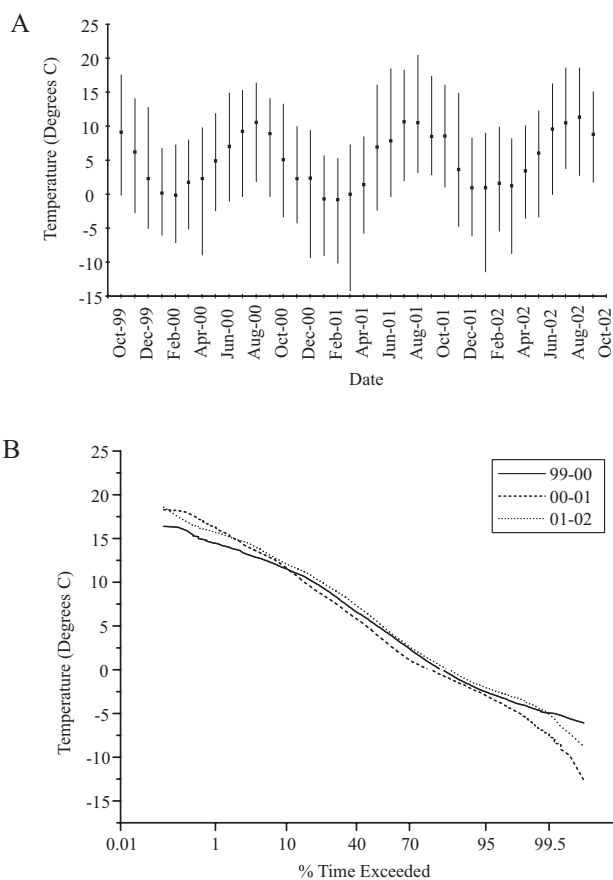 A
Temperature (Degrees C)
25
20
15
10
5
0
-5
-10
-15
Oct-99
Dec-99
Feb-00
Apr-00
Jun-00
Aug-00
Oct-00
Dec-00
Feb-01
Apr-01
Jun-01
Aug-01
Oct-01
Dec-01
Feb-02
Apr-02
Jun-02
Aug-02
Oct-02
Date
B
Temperature (Degrees C)
25
20
15
10
5
0
-5
-10
-15
99-00
00-01
01-02
0.01
1
10
40
70
95
99.5
% Time Exceeded